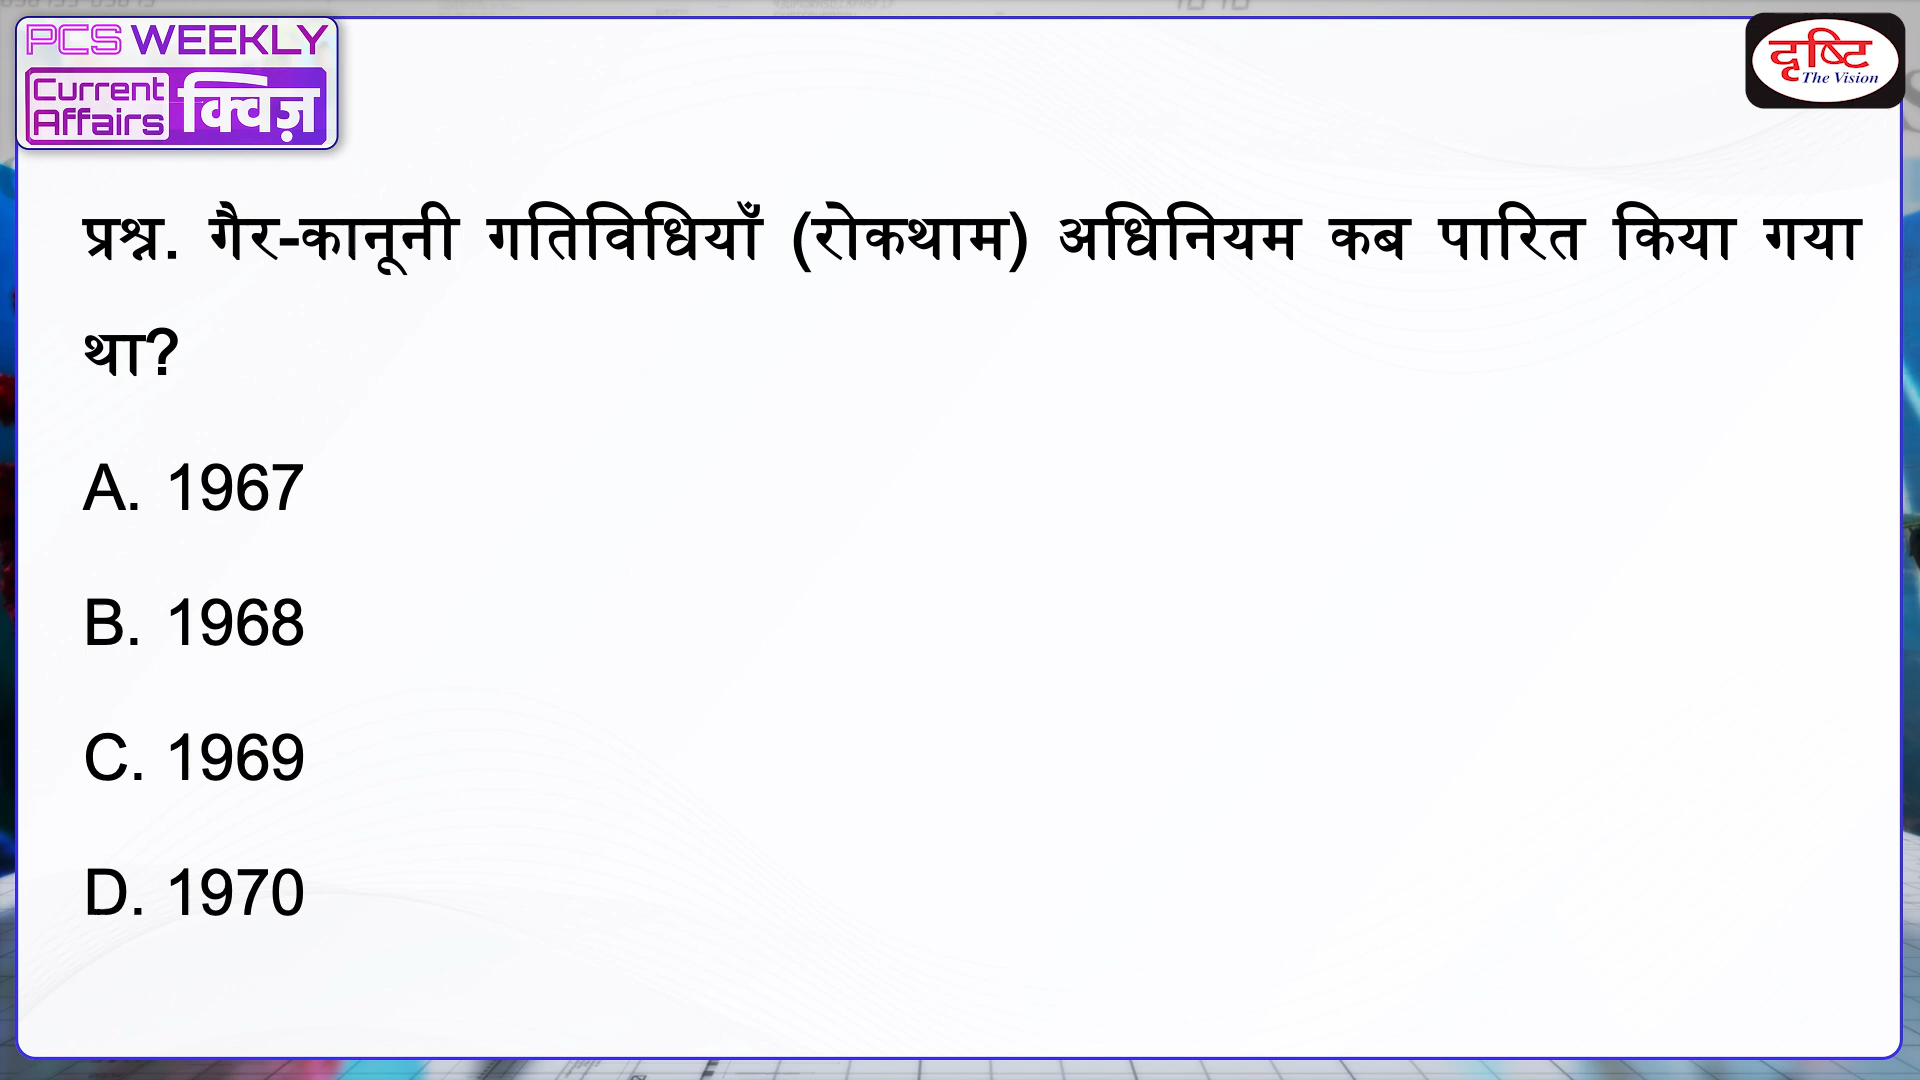 PCS WEEKLY
Current
Affairs
क्विज़
दृष्टि
The Vision
प्रश्न. गैर-कानूनी गतिविधियाँ (रोकथाम) अधिनियम कब पारित किया गया
था?
A. 1967
B. 1968
C. 1969
D. 1970